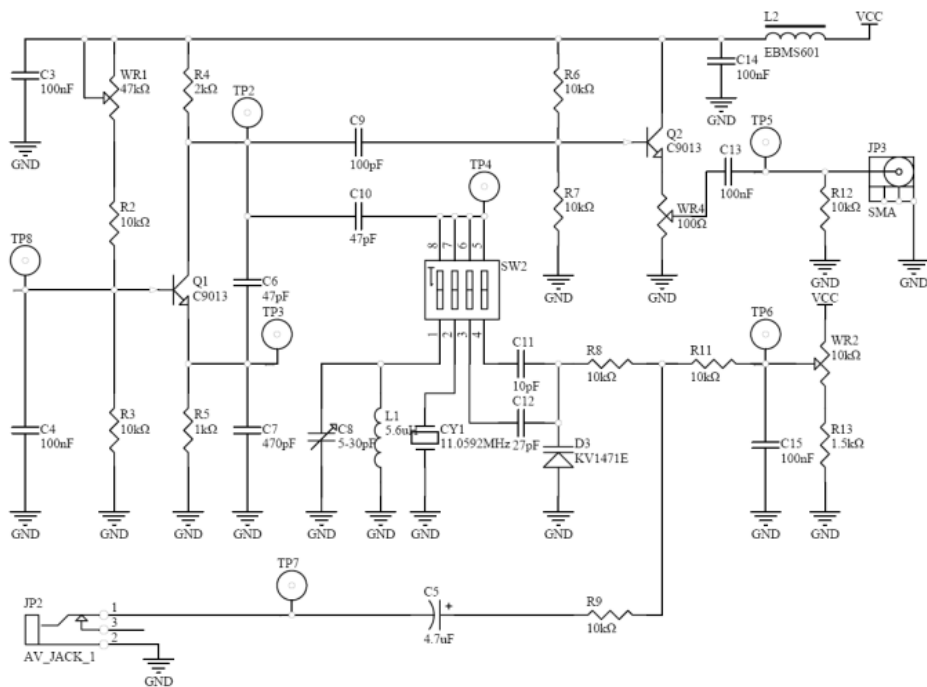 L2
VCC
EBMS601
C3
100nF
WR1
47kΩ
R4
2kΩ
TP2
R6
10kΩ
C14
100nF
GND
GND
C9
100pF
Q2
C9013
TP5
C13
100nF
JP3
SMA
TP4
C10
47pF
R2
10kΩ
R7
10kΩ
WR4
100Ω
R12
10kΩ
TP8
Q1
C9013
C6
47pF
8
7
6
5
SW2
1
2
3
4
GND
GND
GND
GND
TP3
VCC
TP6
WR2
10kΩ
C11
10pF
R8
10kΩ
R11
10kΩ
C4
100nF
R3
10kΩ
R5
1kΩ
C7
470pF
C8
5-30pF
L1
5.6uH
CY1
11.0592MHz
C12
27pF
D3
KV1471E
C15
100nF
R13
1.5kΩ
GND
GND
GND
GND
GND
GND
GND
GND
GND
GND
TP7
JP2
1
3
2
AV_JACK_1
GND
C5
+
4.7uF
R9
10kΩ